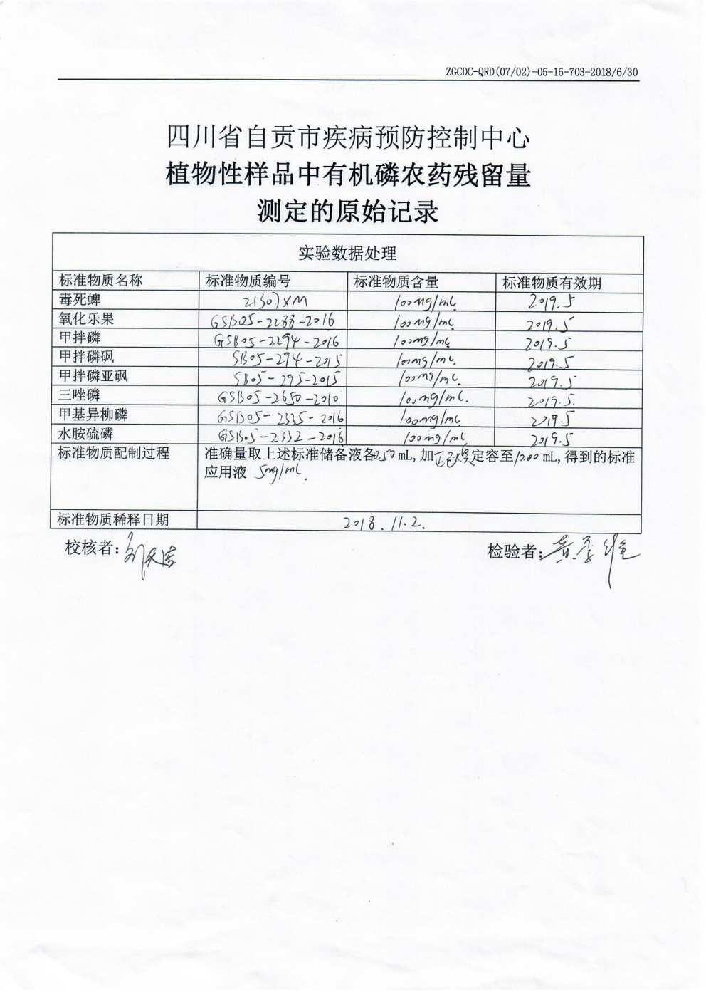 ZGCDC-QRD(07/02)-05-15-703-2018/6/30
四川省自贡市疾病预防控制中心
植物性样品中有机磷农药残留量
测定的原始记录
实验数据处理
标准物质名称 标准物质编号 标准物质含量 标准物质有效期
毒死蜱 21307XM 100mg/mL 2019.5
氧化乐果 GSB05-2288-2016 100mg/mL 2019.5
甲拌磷 GSB05-2294-2016 100mg/mL 2019.5
甲拌磷砜 SB05-294-2015 100mg/mL 2019.5
甲拌磷亚砜 SB05-295-2015 100mg/mL 2019.5
三唑磷 GSB05-2650-2010 100mg/mL. 2019.5.
甲基异柳磷 GSB05-2335-2016 100mg/mL 2019.5
水胺硫磷 GSB05-2332-2016 100mg/mL 2019.5
标准物质配制过程 准确量取上述标准储备液各0.50mL,加正己烷定容至10.00mL,得到的标准
应用液 5mg/mL.
标准物质稀释日期 2018.11.2.
校核者: 检验者:黄季维